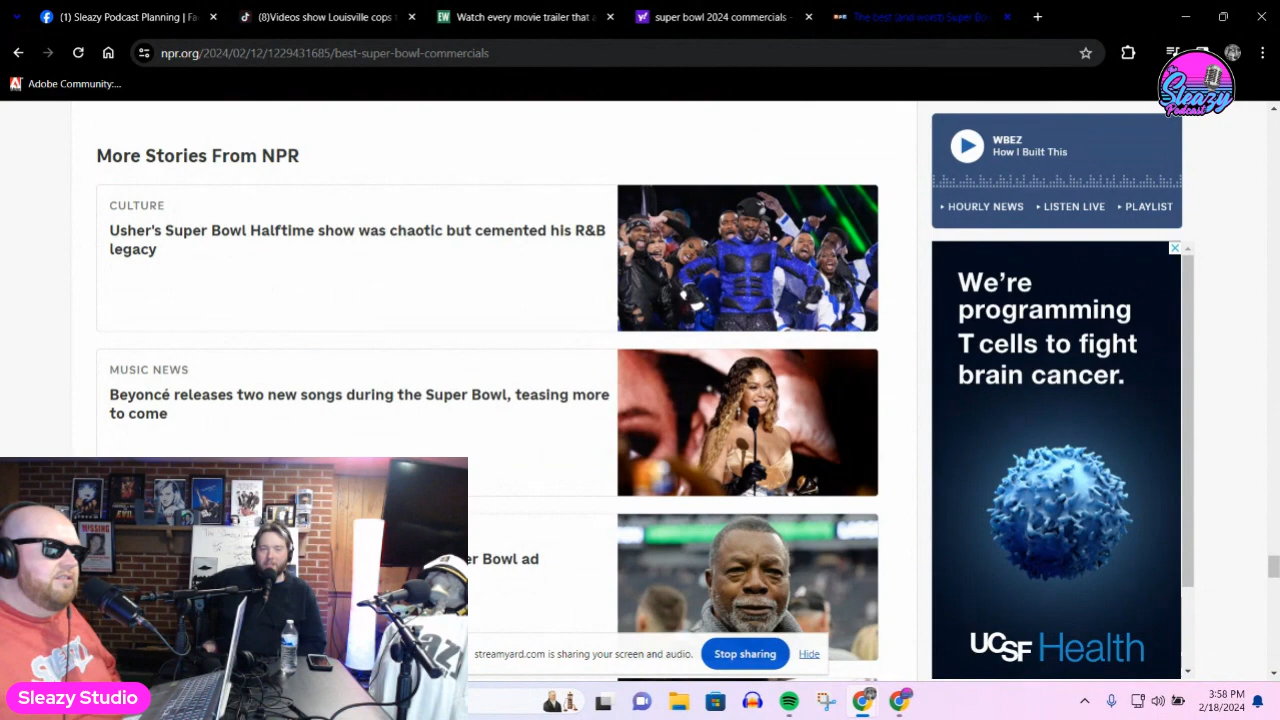 (1) Sleazy Podcast Planning | Fa
(8)Videos show Louisville cops t
Watch every movie trailer that a
super bowl 2024 commercials -
The best (and worst) Super Bo
npr.org/2024/02/12/1229431685/best-super-bowl-commercials
Adobe Community:...
The
Sleazy
Podcast
More Stories From NPR
CULTURE
Usher's Super Bowl Halftime show was chaotic but cemented his R&B
legacy
MUSIC NEWS
Beyoncé releases two new songs during the Super Bowl, teasing more
to come
er Bowl ad
WBEZ
How I Built This
HOURLY NEWS
LISTEN LIVE
PLAYLIST
We're
programming
T cells to fight
brain cancer.
UCSF Health
MISSING
streamyard.com is sharing your screen and audio.
Stop sharing
Hide
Sleazy Studio
3:58 PM
2/18/2024